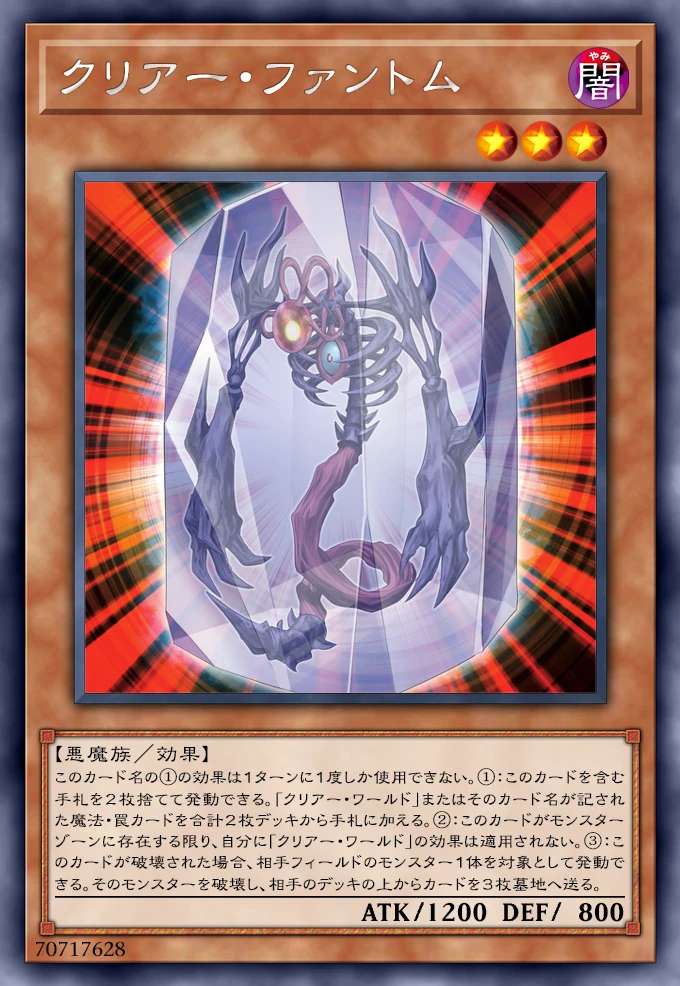 クリアー・ファントム
やみ
闇
【悪魔族／効果】
このカード名の①の効果は1ターンに1度しか使用できない。①：このカードを含む
手札を2枚捨てて発動できる。「クリアー・ワールド」またはそのカード名が記され
た魔法・罠カードを合計2枚デッキから手札に加える。②：このカードがモンスター
ゾーンに存在する限り、自分に「クリアー・ワールド」の効果は適用されない。③：こ
のカードが破壊された場合、相手フィールドのモンスター1体を対象として発動で
きる。そのモンスターを破壊し、相手のデッキの上からカードを3枚墓地へ送る。
ATK/1200 DEF/ 800
70717628